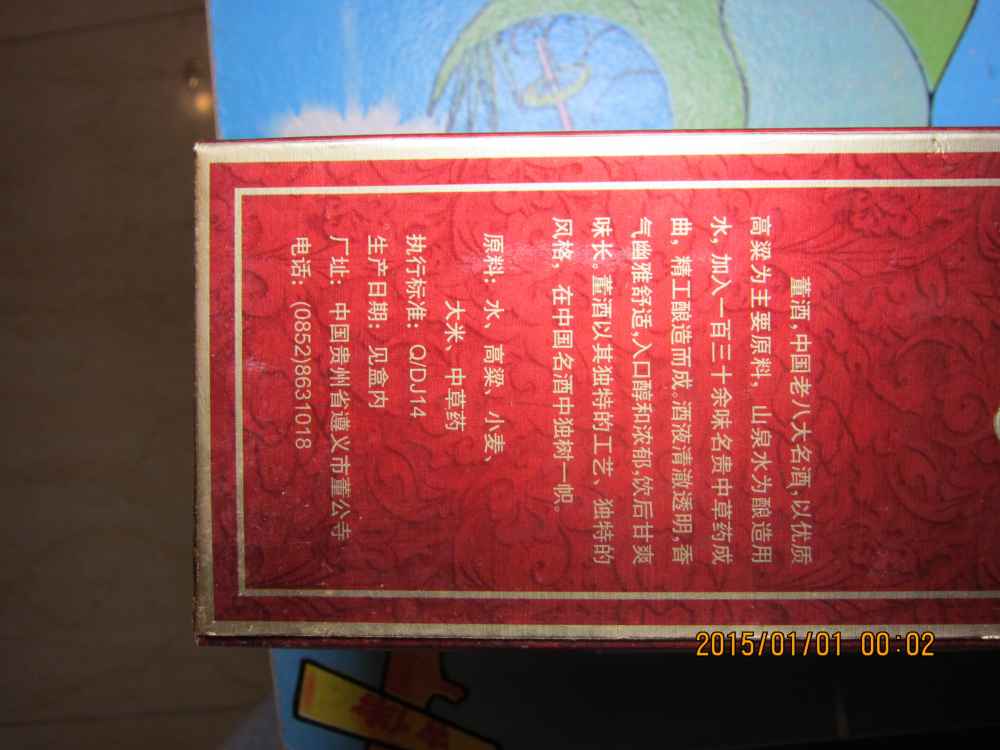 董酒,中国老八大名酒,以优质
高粱为主要原料,山泉水为酿造用
水,加入一百三十余味名贵中草药成
曲,精工酿造而成。酒液清澈透明,香
气幽雅舒适,入口醇和浓郁,饮后甘爽
味长。董酒以其独特的工艺、独特的
风格,在中国名酒中独树一帜。
原料:水、高粱、小麦、
大米、中草药
执行标准:Q/DJ14
生产日期:见盒内
厂址:中国贵州省遵义市董公寺
电话:(0852)8631018
2015/01/01 00:02